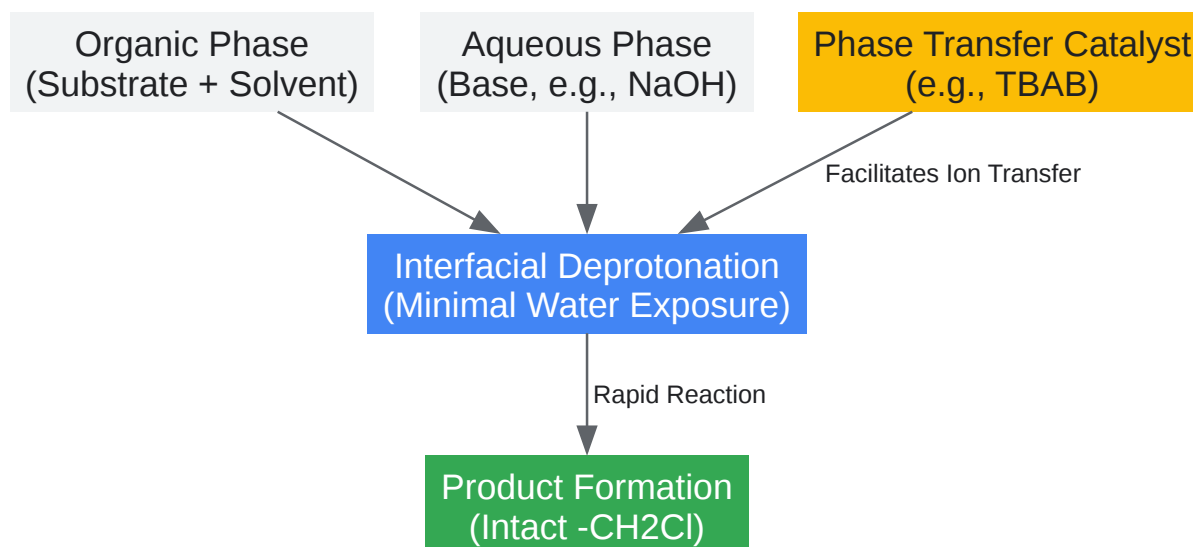 Organic Phase
(Substrate + Solvent)
Aqueous Phase
(Base, e.g., NaOH)
Phase Transfer Catalyst
(e.g., TBAB)
Facilitates Ion Transfer
Interfacial Deprotonation
(Minimal Water Exposure)
Rapid Reaction
Product Formation
(Intact -CH2Cl)